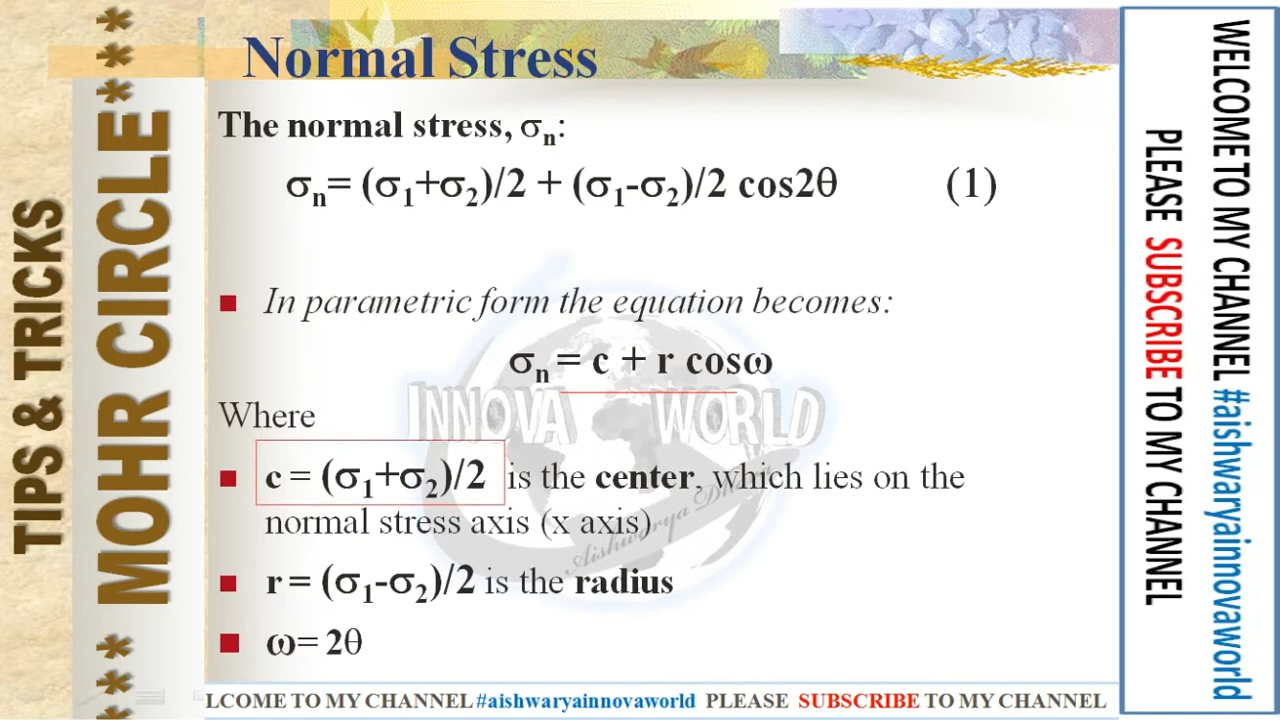 TIPS & TRICKS
*** MOHR CIRCLE***
Normal Stress
The normal stress, σn:
σn= (σ1+σ2)/2 + (σ1-σ2)/2 cos2θ (1)
In parametric form the equation becomes:
σn = c + r cosω
Where
c = (σ1+σ2)/2 is the center, which lies on the
normal stress axis (x axis)
r = (σ1-σ2)/2 is the radius
ω= 2θ
INNOVA WORLD
Aishwarya
LCOME TO MY CHANNEL #aishwaryainnovaworld PLEASE SUBSCRIBE TO MY CHANNEL
WELCOME TO MY CHANNEL #aishwaryainnovaworld
PLEASE SUBSCRIBE TO MY CHANNEL